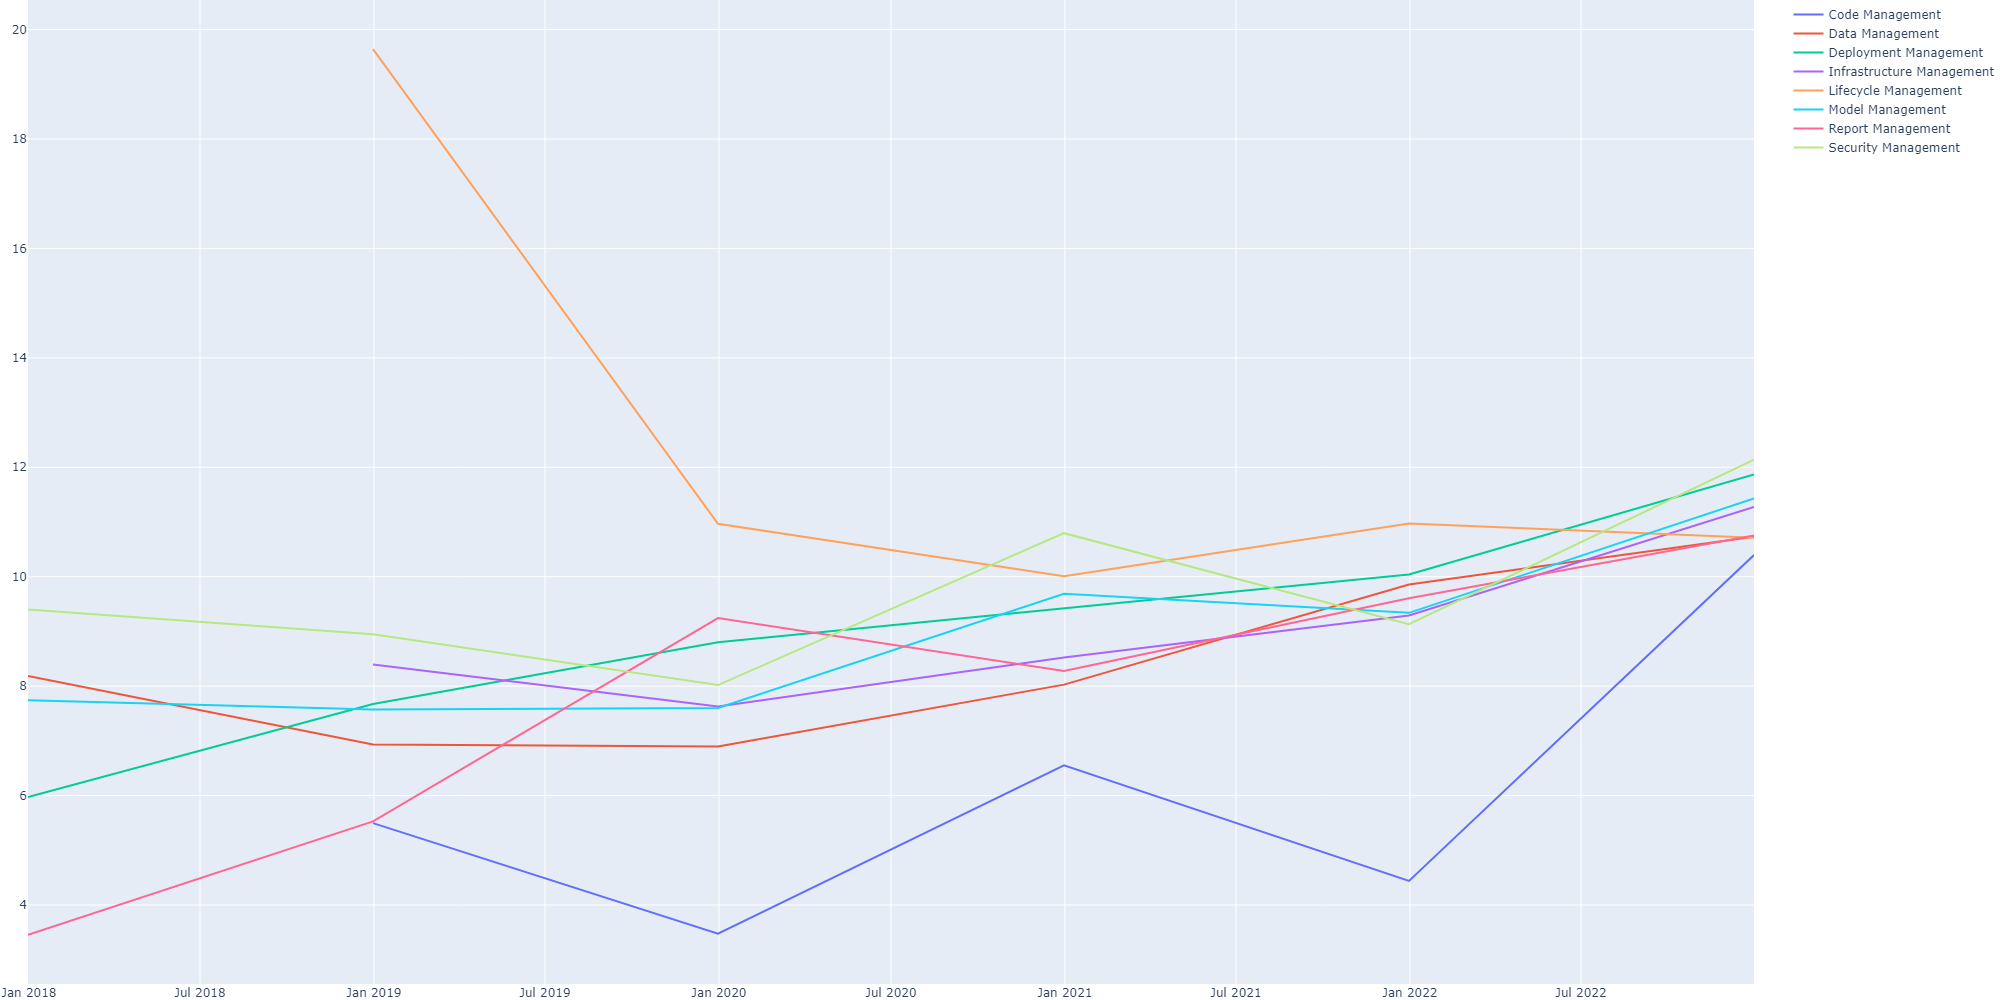 20
18
16
14
12
10
8
6
4
Jan 2018
Jul 2018
Jan 2019
Jul 2019
Jan 2020
Jul 2020
Jan 2021
Jul 2021
Jan 2022
Jul 2022
Code Management
Data Management
Deployment Management
Infrastructure Management
Lifecycle Management
Model Management
Report Management
Security Management